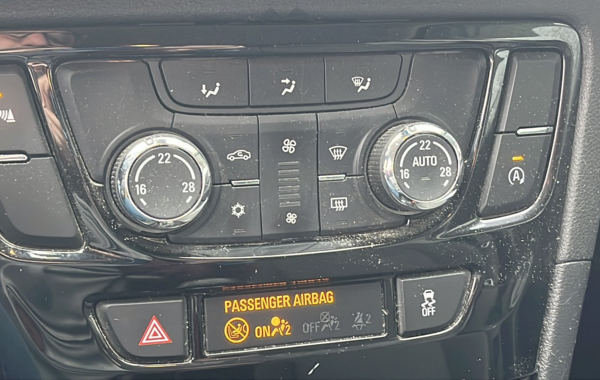 22
16
28
22
AUTO
16
28
A
PASSENGER AIRBAG
ON 2
OFF 2
2
OFF